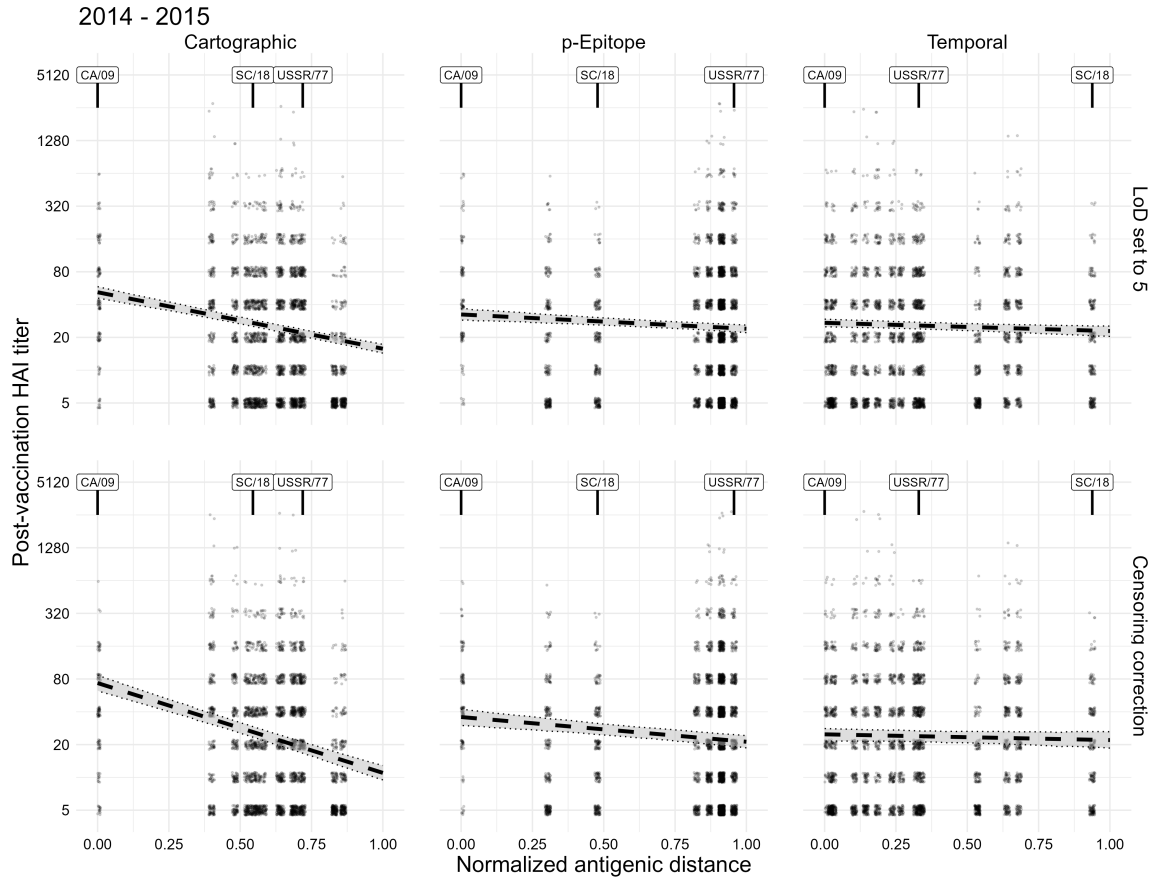 2014 - 2015
Cartographic
p-Epitope
Temporal
CA/09
SC/18
USSR/77
CA/09
SC/18
USSR/77
CA/09
USSR/77
SC/18
5120
1280
320
80
20
5
LoD set to 5
Post-vaccination HAI titer
CA/09
SC/18
USSR/77
CA/09
SC/18
USSR/77
CA/09
USSR/77
SC/18
5120
1280
320
80
20
5
Censoring correction
0.00 0.25 0.50 0.75 1.00
0.00 0.25 0.50 0.75 1.00
0.00 0.25 0.50 0.75 1.00
Normalized antigenic distance